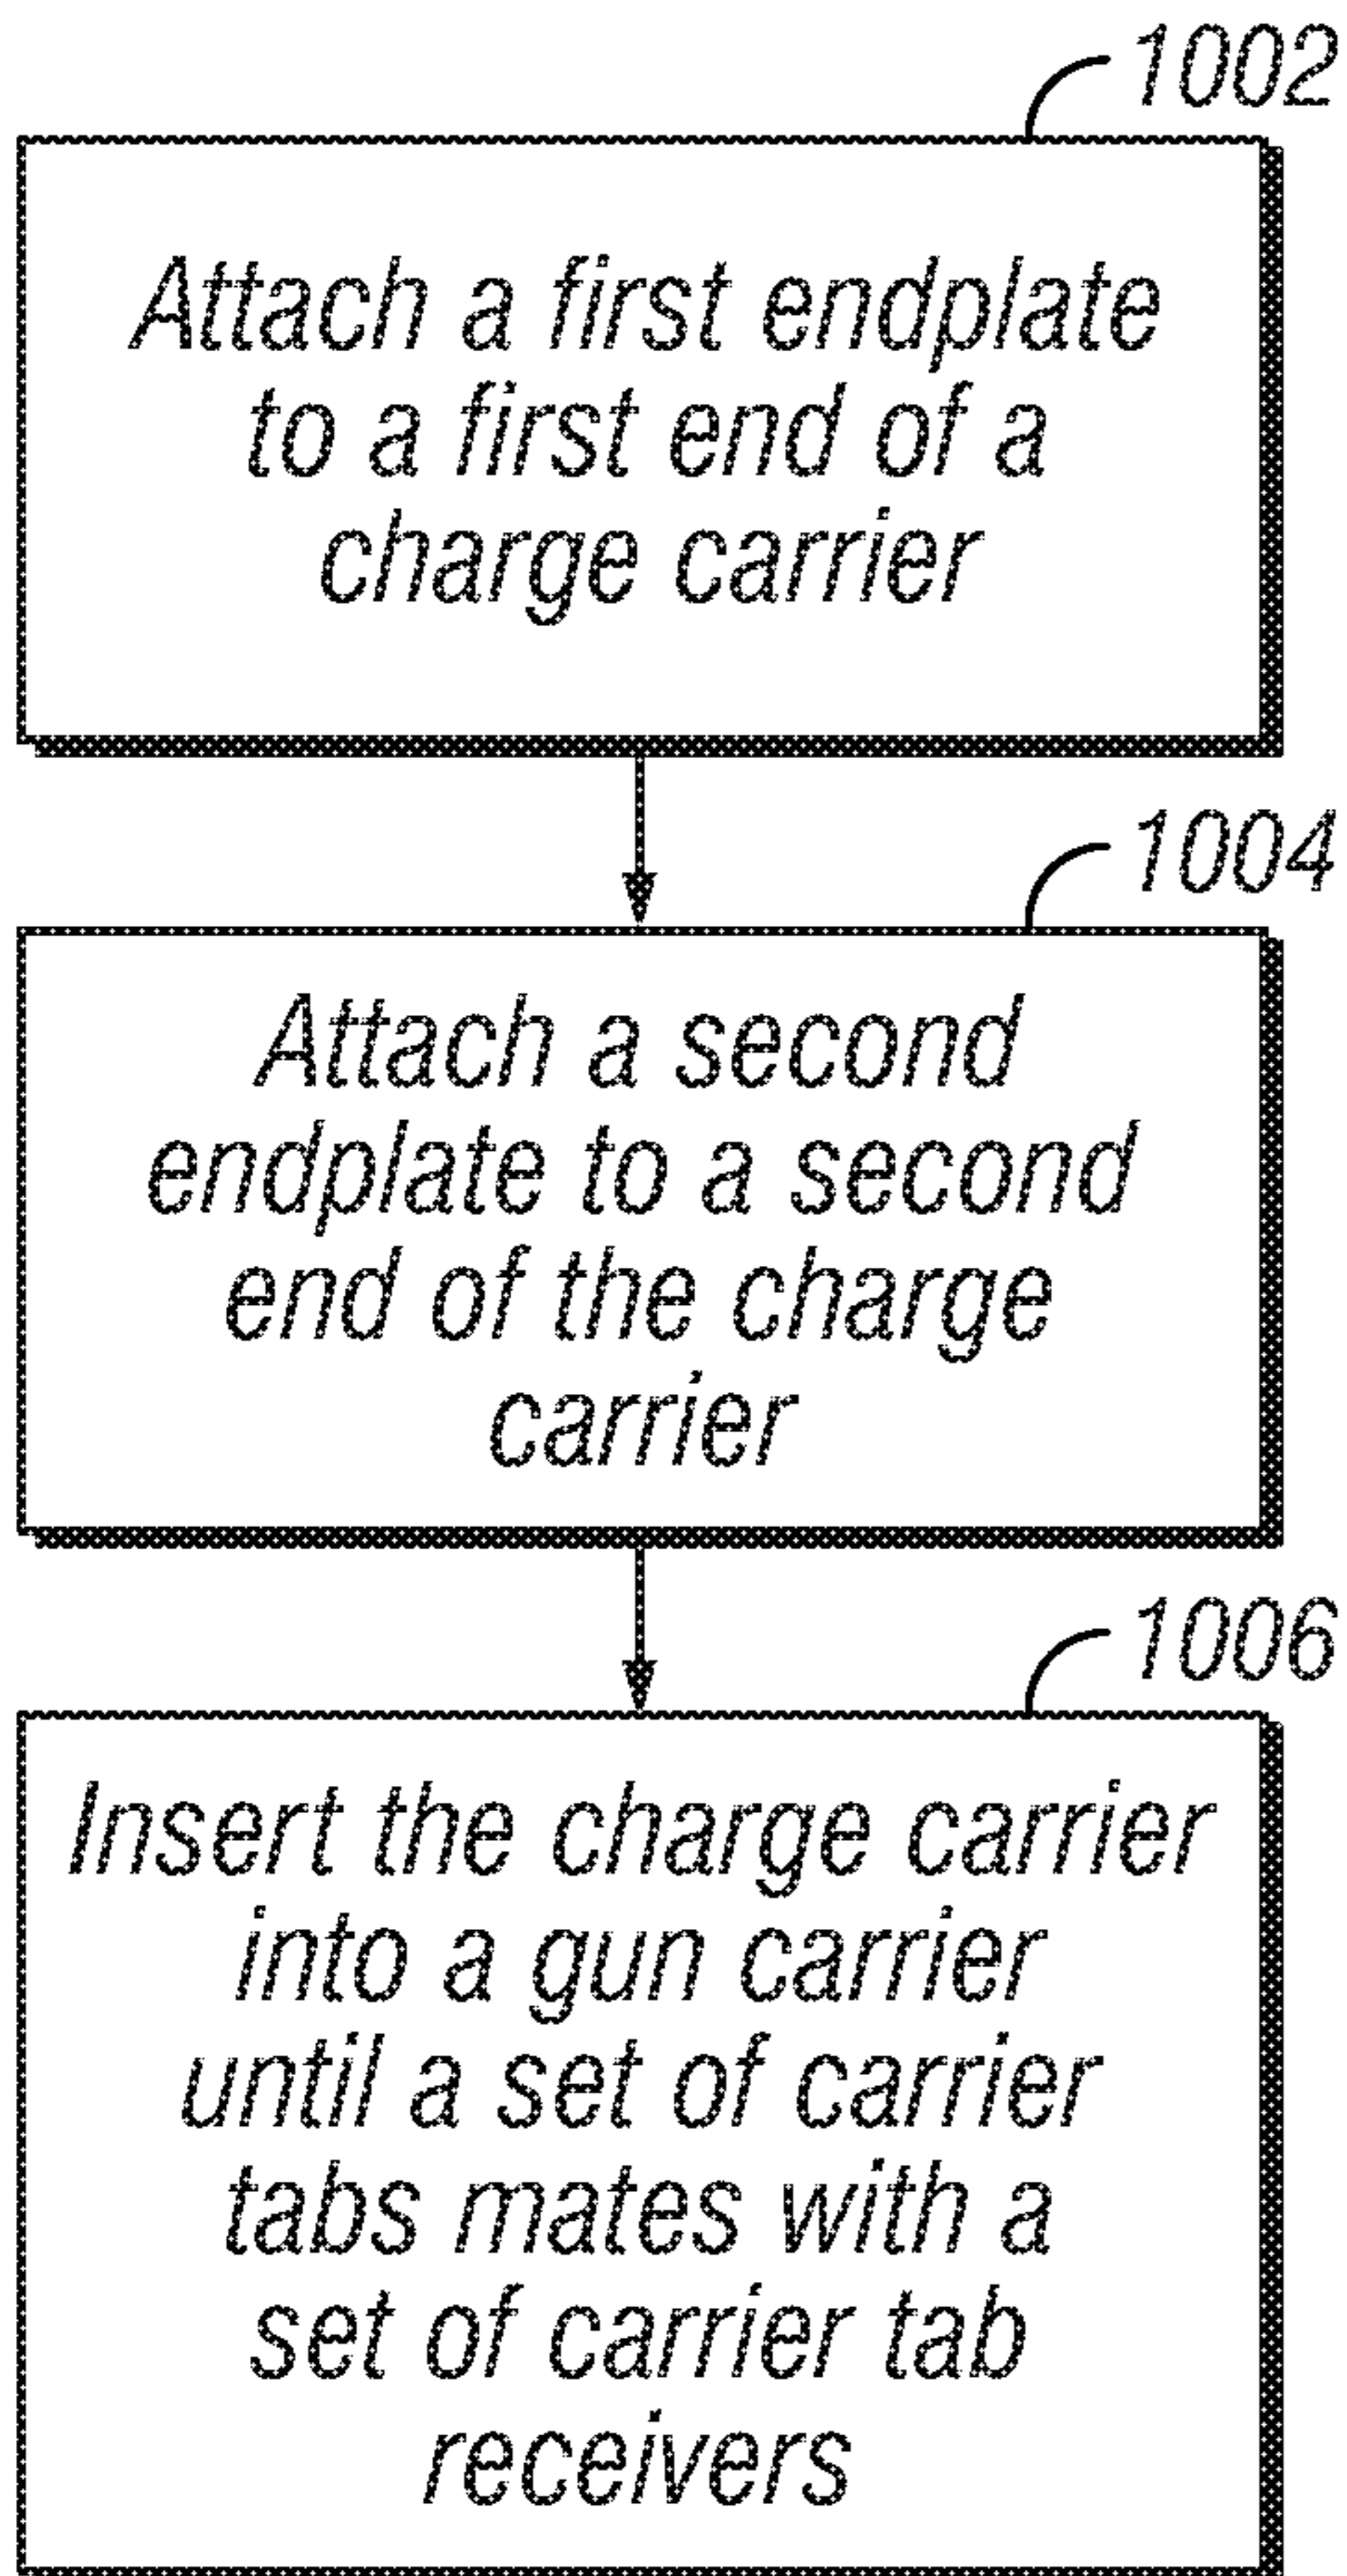 1002
Attach a first endplate
to a first end of a
charge carrier
1004
Attach a second
endplate to a second
end of the charge
carrier
1006
Insert the charge carrier
into a gun carrier
until a set of carrier
tabs mates with a
set of carrier tab
receivers